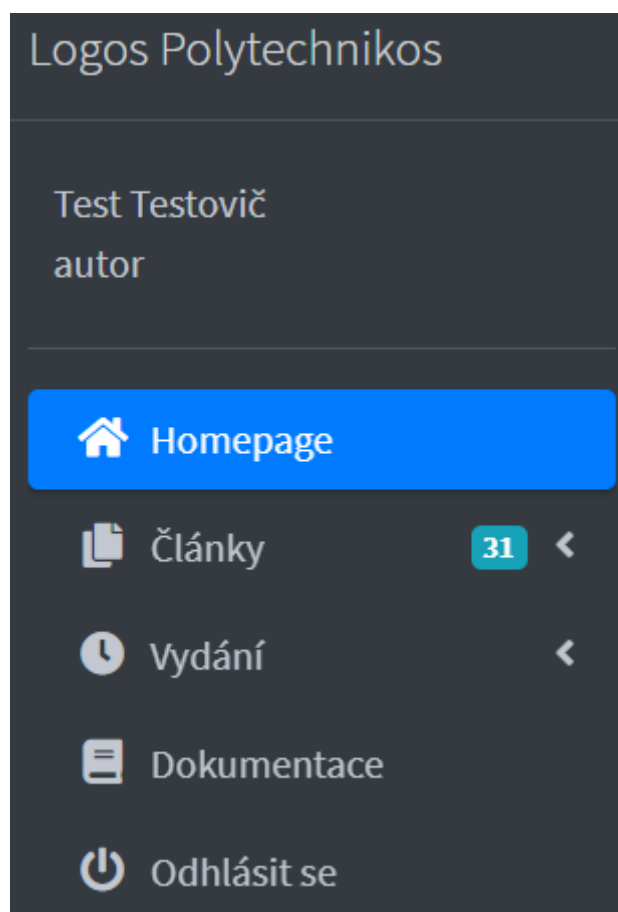 Logos Polytechnikos
Test Testovič
autor
Homepage
Články 31
Vydání
Dokumentace
Odhlásit se